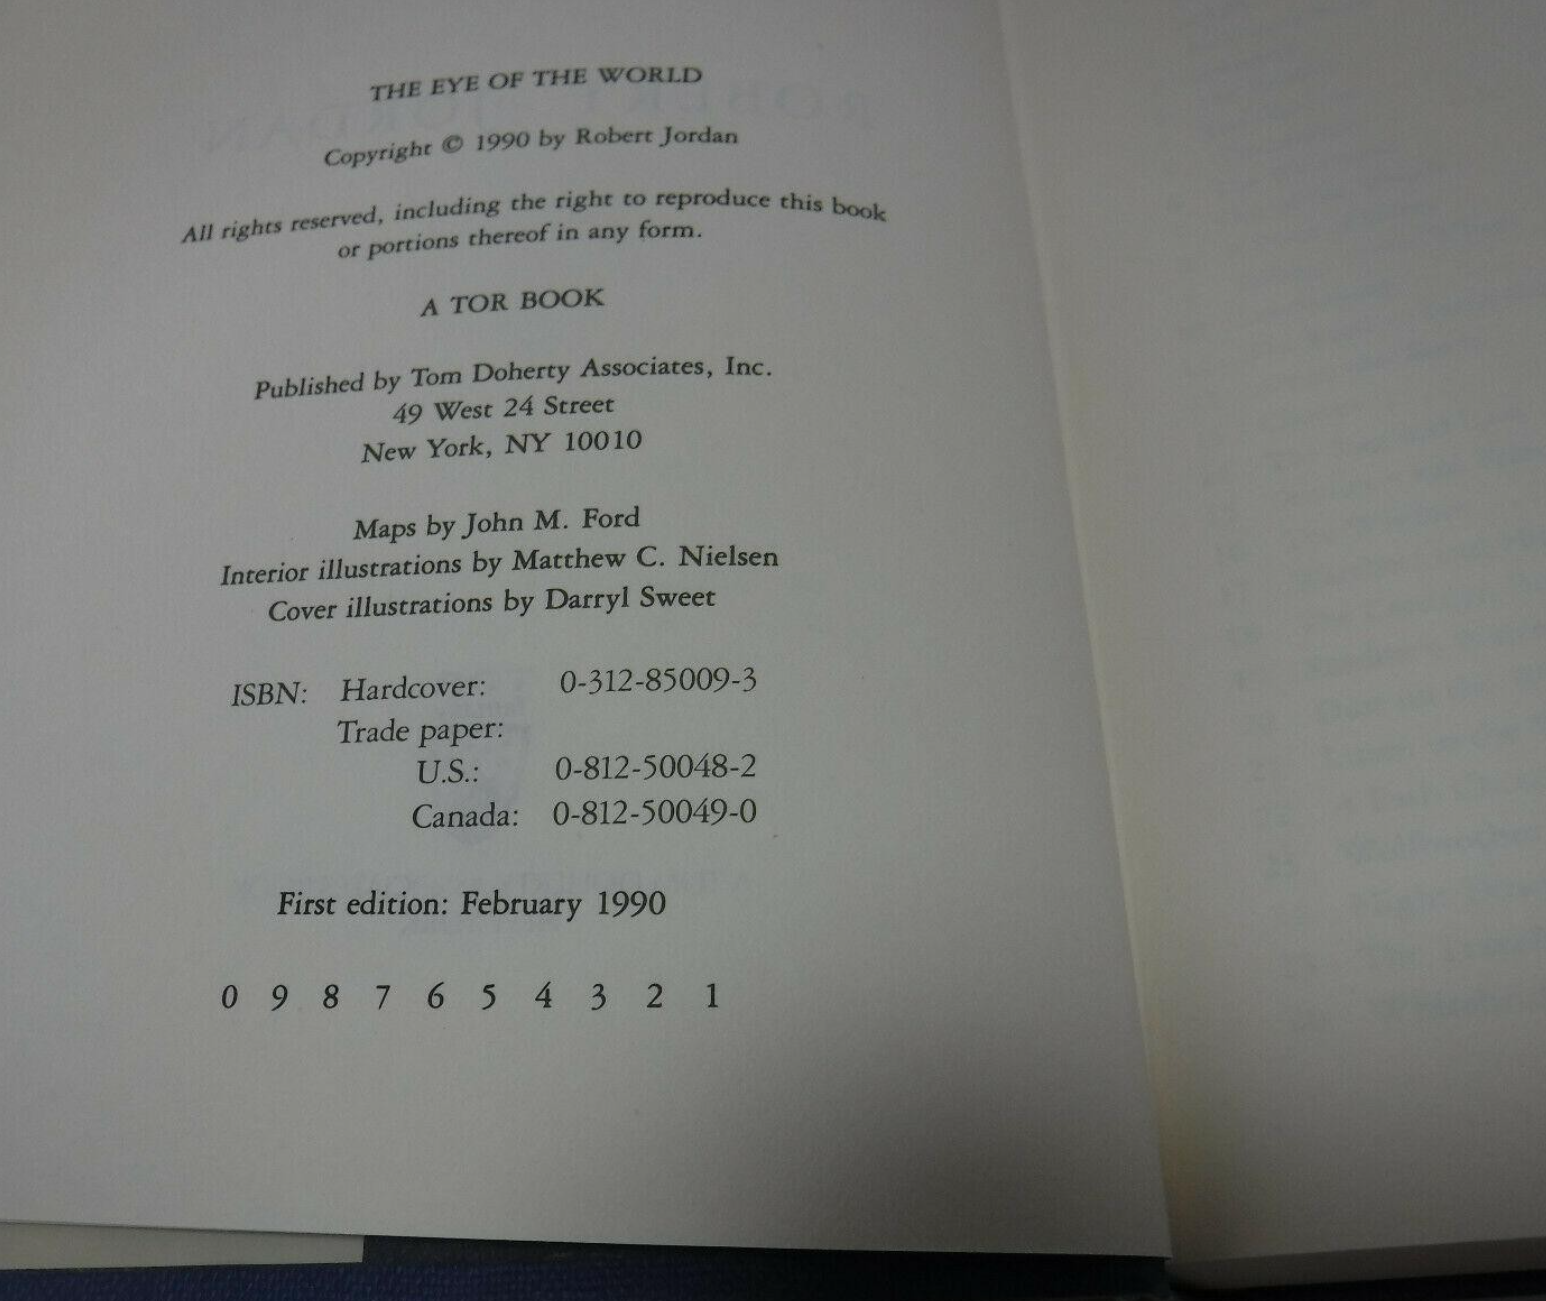 THE EYE OF THE WORLD
Copyright © 1990 by Robert Jordan
All rights reserved, including the right to reproduce this book
or portions thereof in any form.
A TOR BOOK
Published by Tom Doherty Associates, Inc.
49 West 24 Street
New York, NY 10010
Maps by John M. Ford
Interior illustrations by Matthew C. Nielsen
Cover illustrations by Darryl Sweet
ISBN: Hardcover: 0-312-85009-3
Trade paper:
U.S.: 0-812-50048-2
Canada: 0-812-50049-0
First edition: February 1990
0 9 8 7 6 5 4 3 2 1